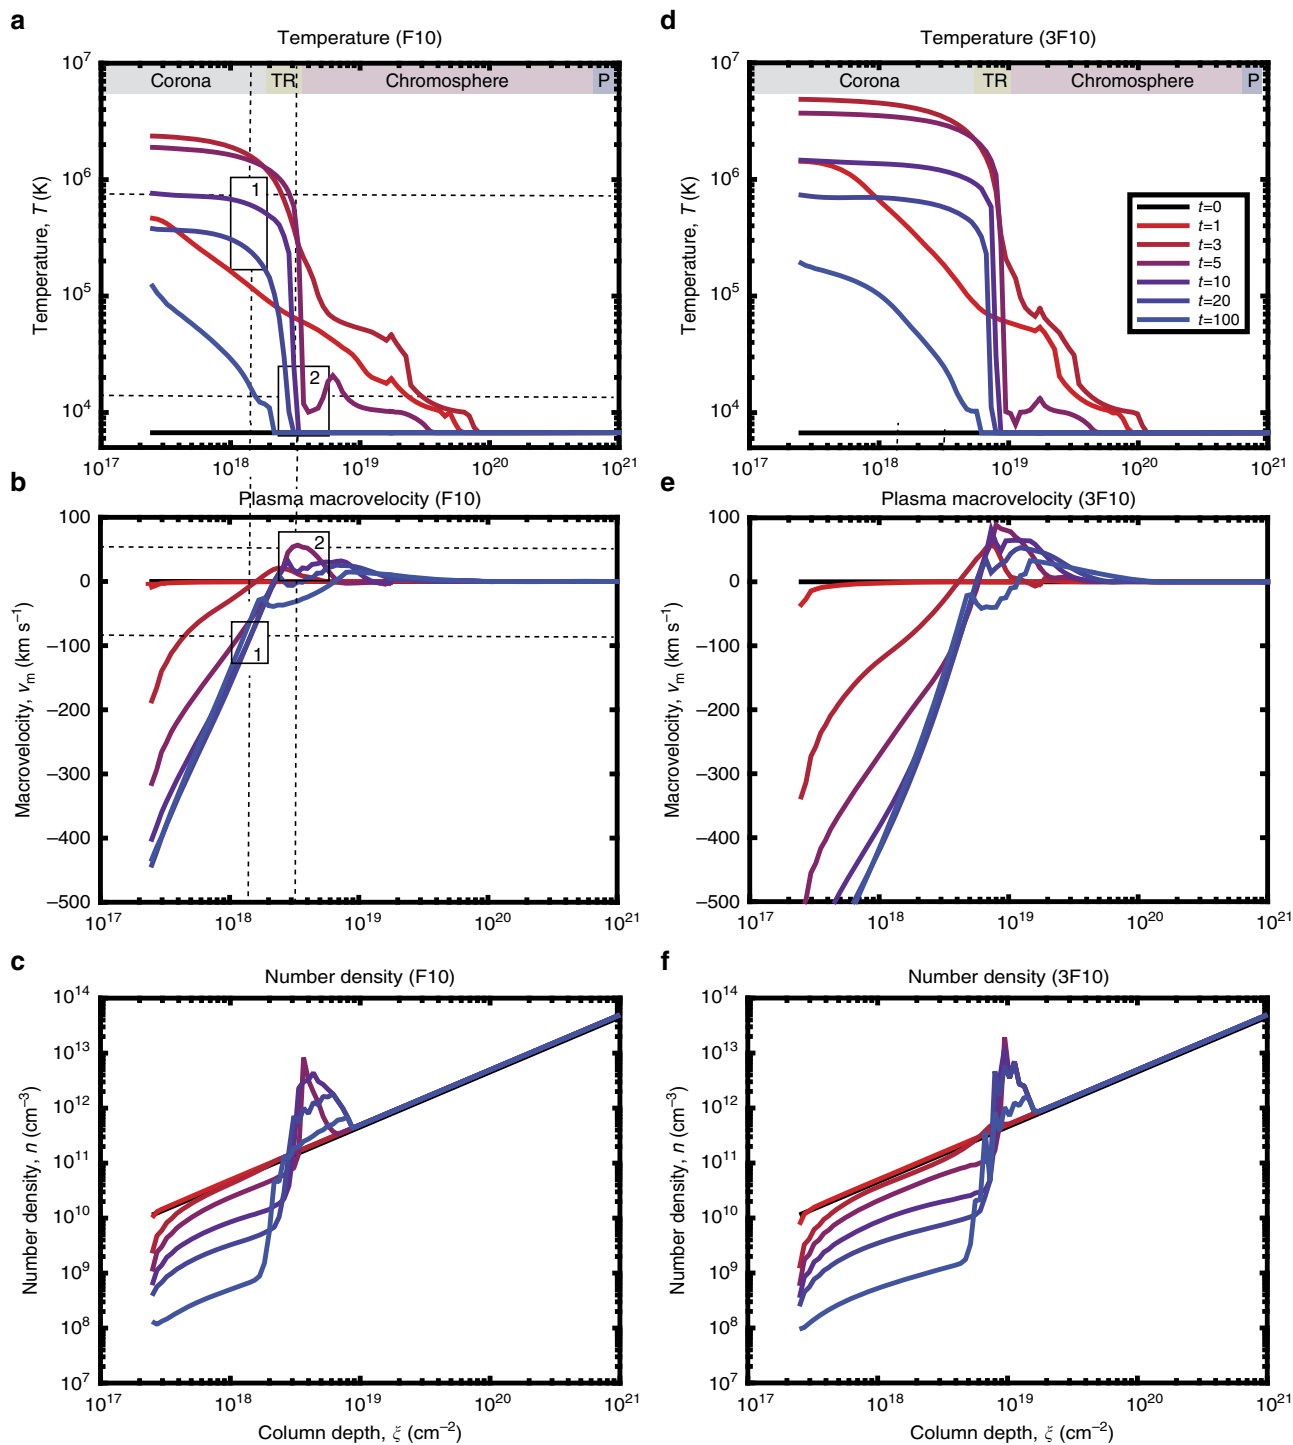 a
Temperature (F10)
10⁷
10⁶
10⁵
10⁴
Temperature, T (K)
Corona
TR
Chromosphere
P
1
2
10¹⁷
10¹⁸
10¹⁹
10²⁰
10²¹
d
Temperature (3F10)
10⁷
10⁶
10⁵
10⁴
Temperature, T (K)
Corona
TR
Chromosphere
P
t=0
t=1
t=3
t=5
t=10
t=20
t=100
10¹⁷
10¹⁸
10¹⁹
10²⁰
10²¹
b
Plasma macrovelocity (F10)
100
0
–100
–200
–300
–400
–500
Macrovelocity, vₘ (km s⁻¹)
2
1
10¹⁷
10¹⁸
10¹⁹
10²⁰
10²¹
e
Plasma macrovelocity (3F10)
100
0
–100
–200
–300
–400
–500
Macrovelocity, vₘ (km s⁻¹)
10¹⁷
10¹⁸
10¹⁹
10²⁰
10²¹
c
Number density (F10)
10¹⁴
10¹³
10¹²
10¹¹
10¹⁰
10⁹
10⁸
10⁷
Number density, n (cm⁻³)
10¹⁷
10¹⁸
10¹⁹
10²⁰
10²¹
Column depth, ξ (cm⁻²)
f
Number density (3F10)
10¹⁴
10¹³
10¹²
10¹¹
10¹⁰
10⁹
10⁸
10⁷
Number density, n (cm⁻³)
10¹⁷
10¹⁸
10¹⁹
10²⁰
10²¹
Column depth, ξ (cm⁻²)